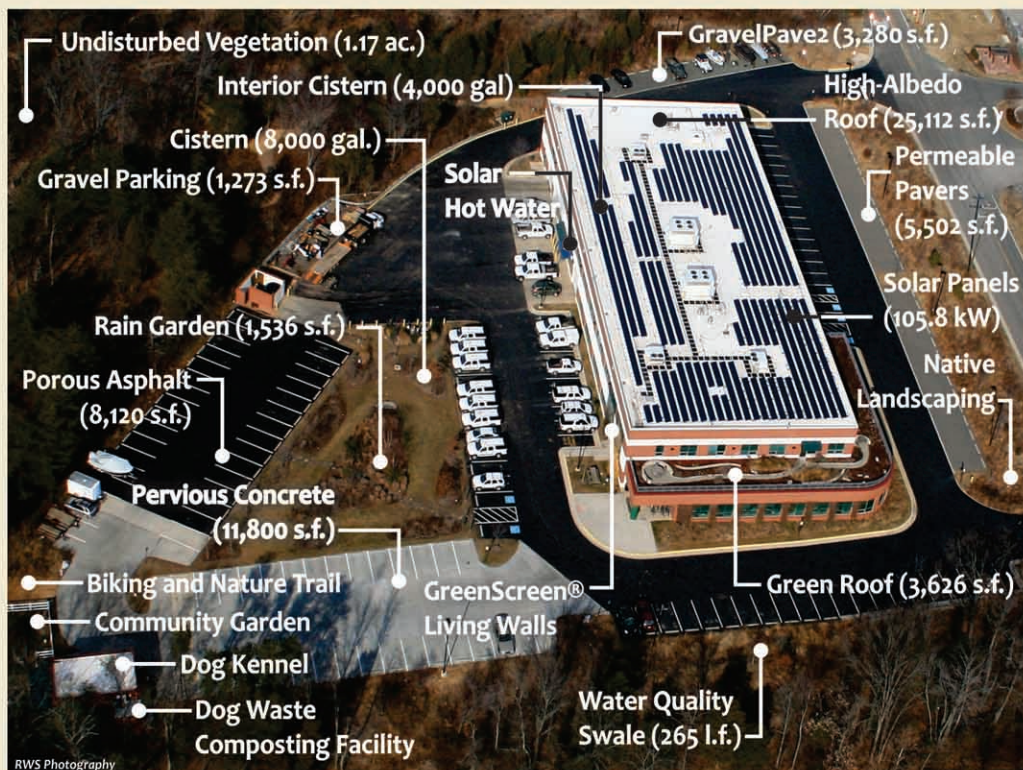 Undisturbed Vegetation (1.17 ac.)
GravelPave2 (3,280 s.f.)
Interior Cistern (4,000 gal)
High-Albedo
Roof (25,112 s.f.)
Cistern (8,000 gal.)
Gravel Parking (1,273 s.f.)
Solar
Hot Water
Permeable
Pavers
(5,502 s.f.)
Solar Panels
(105.8 kW)
Rain Garden (1,536 s.f.)
Porous Asphalt
(8,120 s.f.)
Native
Landscaping
Pervious Concrete
(11,800 s.f.)
Biking and Nature Trail
GreenScreen®
Living Walls
Green Roof (3,626 s.f.)
Community Garden
Dog Kennel
Dog Waste
Composting Facility
Water Quality
Swale (265 l.f.)
RWS Photography